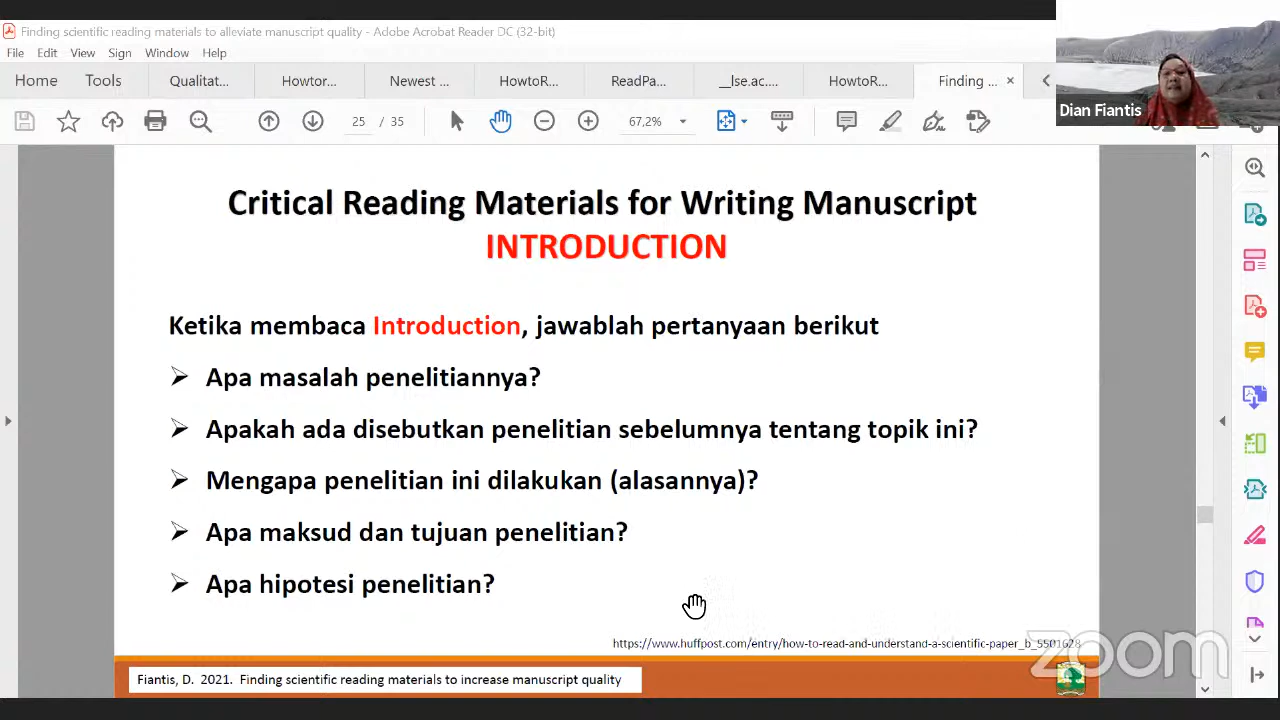 Finding scientific reading materials to alleviate manuscript quality - Adobe Acrobat Reader DC (32-bit)
File Edit View Sign Window Help
Home Tools Qualitat... Howtor... Newest ... HowtoR... ReadPa... __lse.ac.... HowtoR... Finding ... ×
Dian Fiantis
25 / 35 67,2%
Critical Reading Materials for Writing Manuscript
INTRODUCTION
Ketika membaca Introduction, jawablah pertanyaan berikut
Apa masalah penelitiannya?
Apakah ada disebutkan penelitian sebelumnya tentang topik ini?
Mengapa penelitian ini dilakukan (alasannya)?
Apa maksud dan tujuan penelitian?
Apa hipotesi penelitian?
https://www.huffpost.com/entry/how-to-read-and-understand-a-scientific-paper_b_5501628
zoom
Fiantis, D. 2021. Finding scientific reading materials to increase manuscript quality